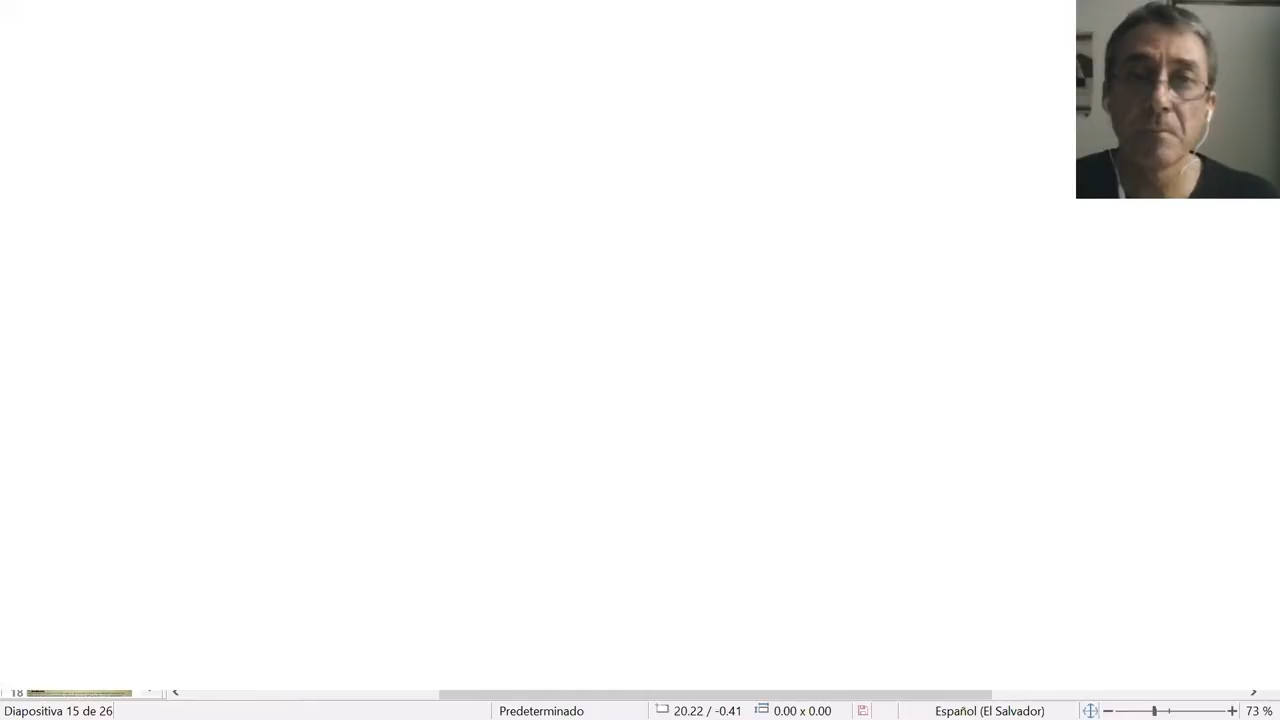 18
Diapositiva 15 de 26 Predeterminado 20.22 / -0.41 0.00 x 0.00 Español (El Salvador) 73 %